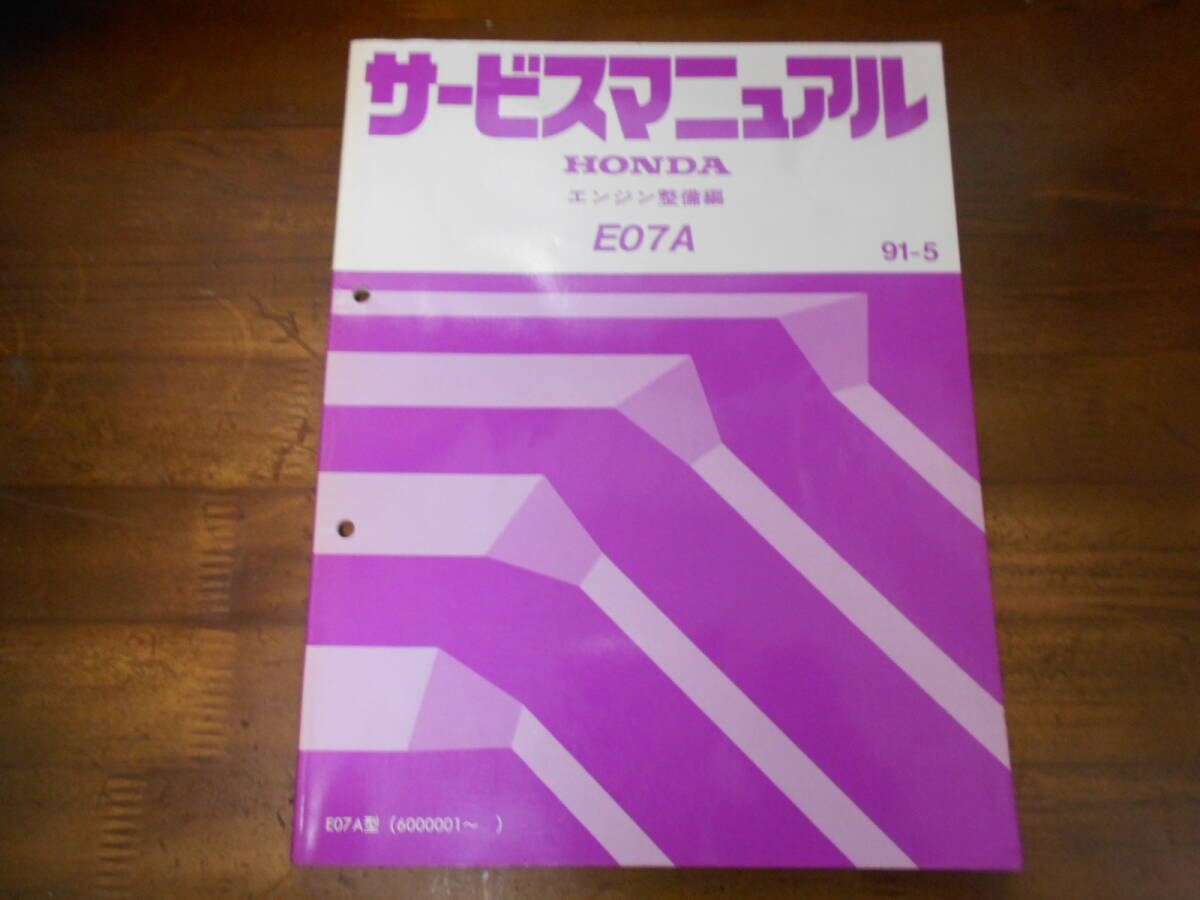 サービスマニュアル
HONDA
エンジン整備編
E07A
91-5
E07A型 (6000001～ )